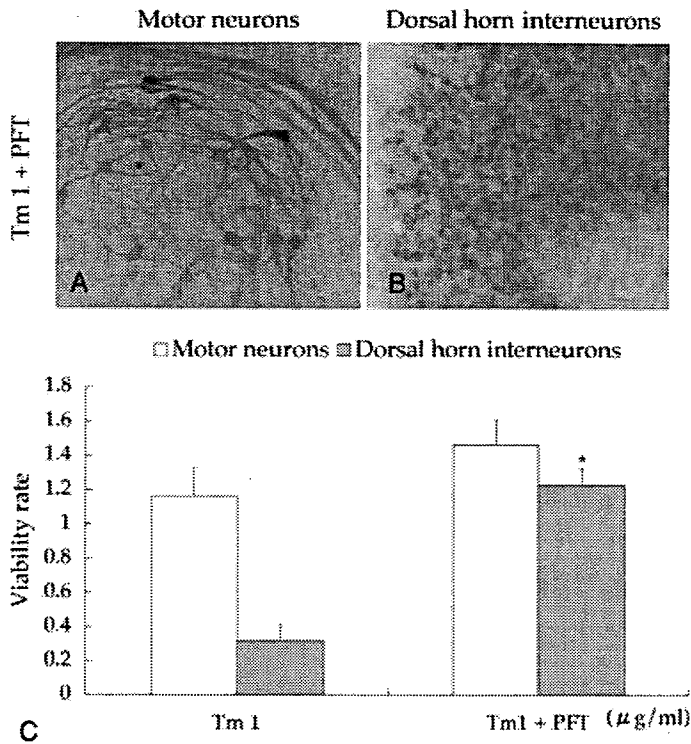 Motor neurons
Dorsal horn interneurons
Tm 1 + PFT
A
B
□ Motor neurons ■ Dorsal horn interneurons
Viability rate
1.8
1.6
1.4
1.2
1
0.8
0.6
0.4
0.2
0
*
Tm 1
Tm1 + PFT (μg/ml)
C